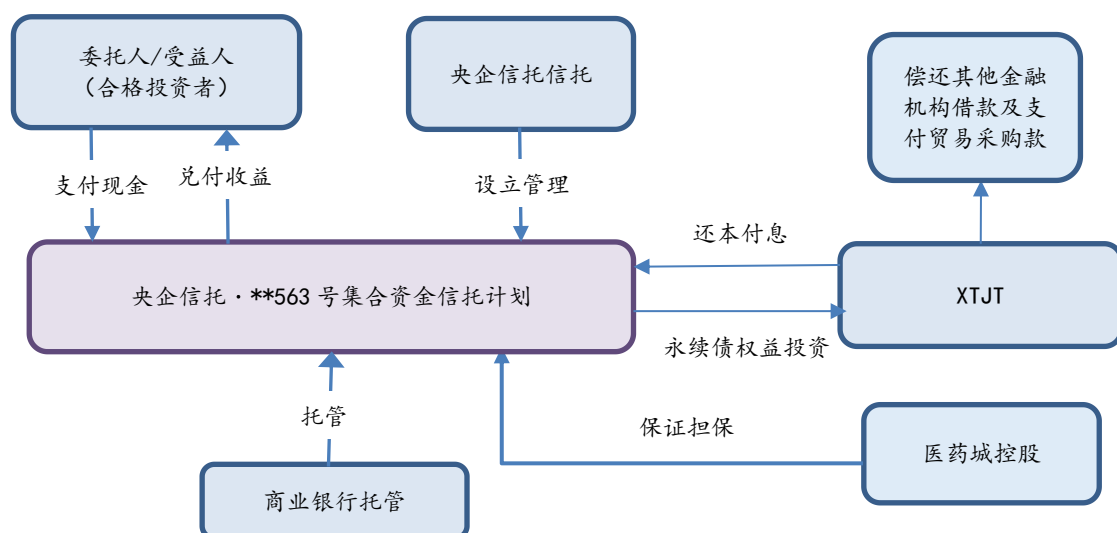 委托人/受益人
（合格投资者）
央企信托信托
偿还其他金融
机构借款及支
付贸易采购款
支付现金
兑付收益
设立管理
还本付息
央企信托·**563 号集合资金信托计划
XTJT
永续债权益投资
托管
保证担保
医药城控股
商业银行托管